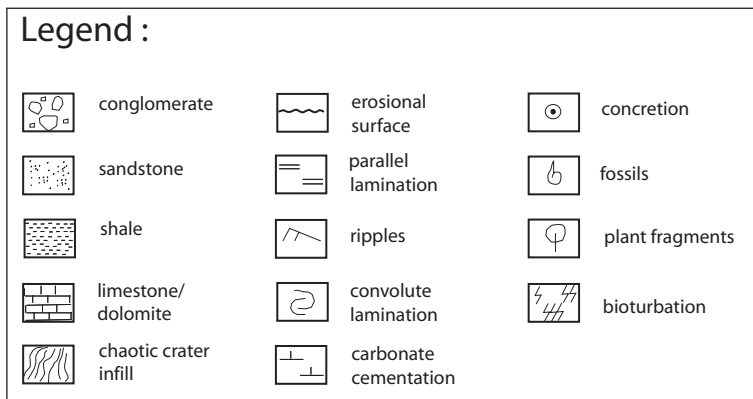 Legend :
conglomerate
sandstone
shale
limestone/
dolomite
chaotic crater
infill
erosional
surface
parallel
lamination
ripples
convolute
lamination
carbonate
cementation
concretion
fossils
plant fragments
bioturbation